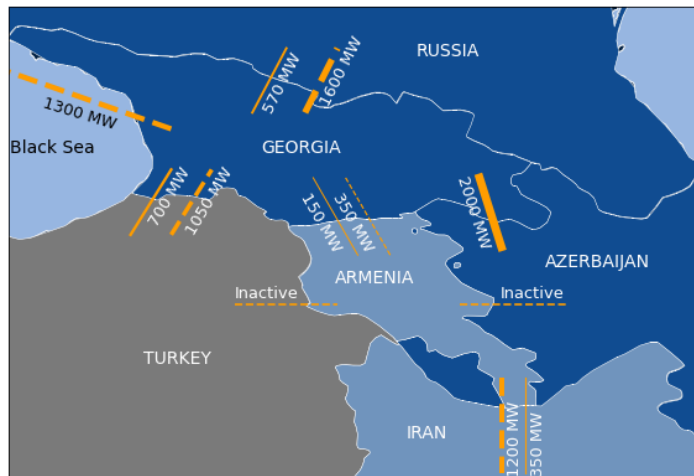 RUSSIA
570 MW
1600 MW
1300 MW
Black Sea
GEORGIA
700 MW
1050 MW
150 MW
350 MW
2000 MW
ARMENIA
AZERBAIJAN
Inactive
Inactive
TURKEY
IRAN
1200 MW
350 MW